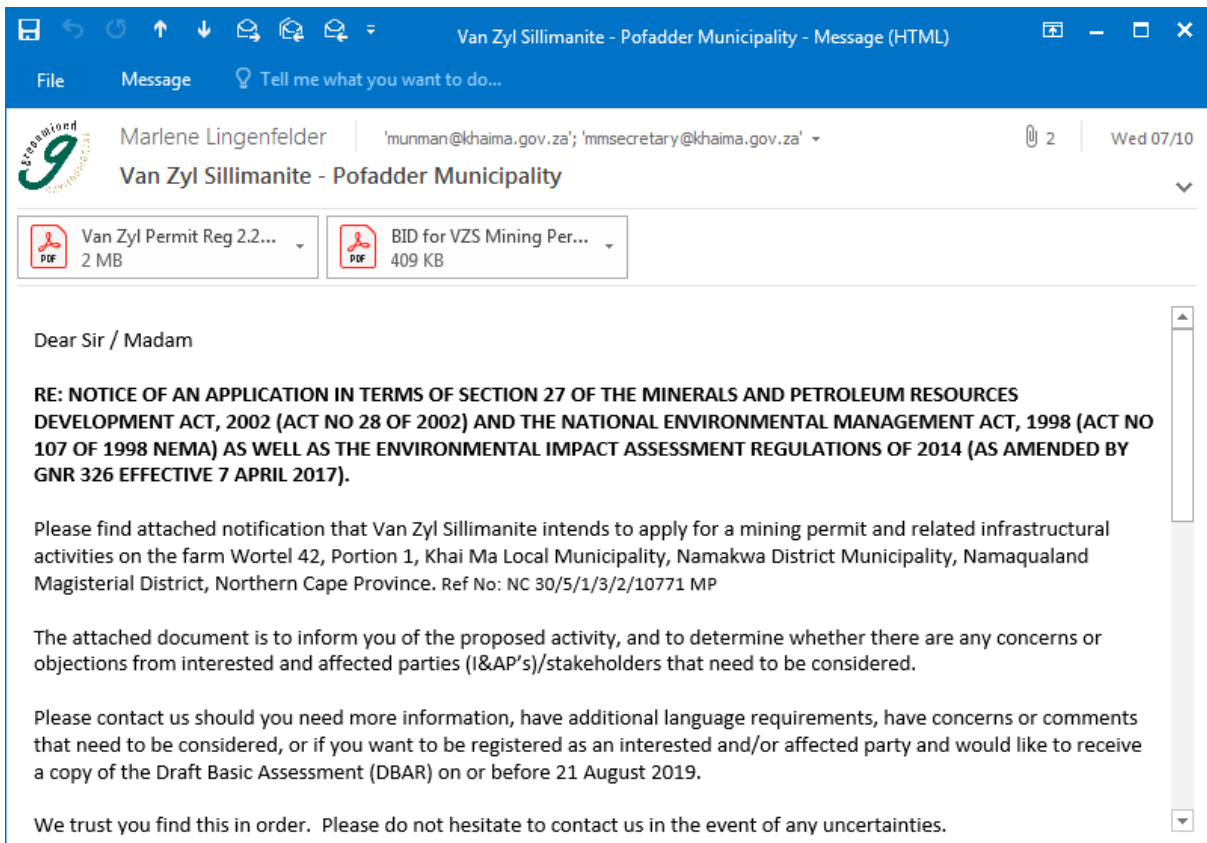 Van Zyl Sillimanite - Pofadder Municipality - Message (HTML)
File Message Tell me what you want to do...
Marlene Lingenfelder 'munman@khaima.gov.za'; 'mmsecretary@khaima.gov.za' 2 Wed 07/10
Van Zyl Sillimanite - Pofadder Municipality
Van Zyl Permit Reg 2.2...
2 MB
BID for VZS Mining Per...
409 KB
PDF
PDF
Dear Sir / Madam
RE: NOTICE OF AN APPLICATION IN TERMS OF SECTION 27 OF THE MINERALS AND PETROLEUM RESOURCES
DEVELOPMENT ACT, 2002 (ACT NO 28 OF 2002) AND THE NATIONAL ENVIRONMENTAL MANAGEMENT ACT, 1998 (ACT NO
107 OF 1998 NEMA) AS WELL AS THE ENVIRONMENTAL IMPACT ASSESSMENT REGULATIONS OF 2014 (AS AMENDED BY
GNR 326 EFFECTIVE 7 APRIL 2017).
Please find attached notification that Van Zyl Sillimanite intends to apply for a mining permit and related infrastructural
activities on the farm Wortel 42, Portion 1, Khai Ma Local Municipality, Namakwa District Municipality, Namaqualand
Magisterial District, Northern Cape Province. Ref No: NC 30/5/1/3/2/10771 MP
The attached document is to inform you of the proposed activity, and to determine whether there are any concerns or
objections from interested and affected parties (I&AP's)/stakeholders that need to be considered.
Please contact us should you need more information, have additional language requirements, have concerns or comments
that need to be considered, or if you want to be registered as an interested and/or affected party and would like to receive
a copy of the Draft Basic Assessment (DBAR) on or before 21 August 2019.
We trust you find this in order.  Please do not hesitate to contact us in the event of any uncertainties.